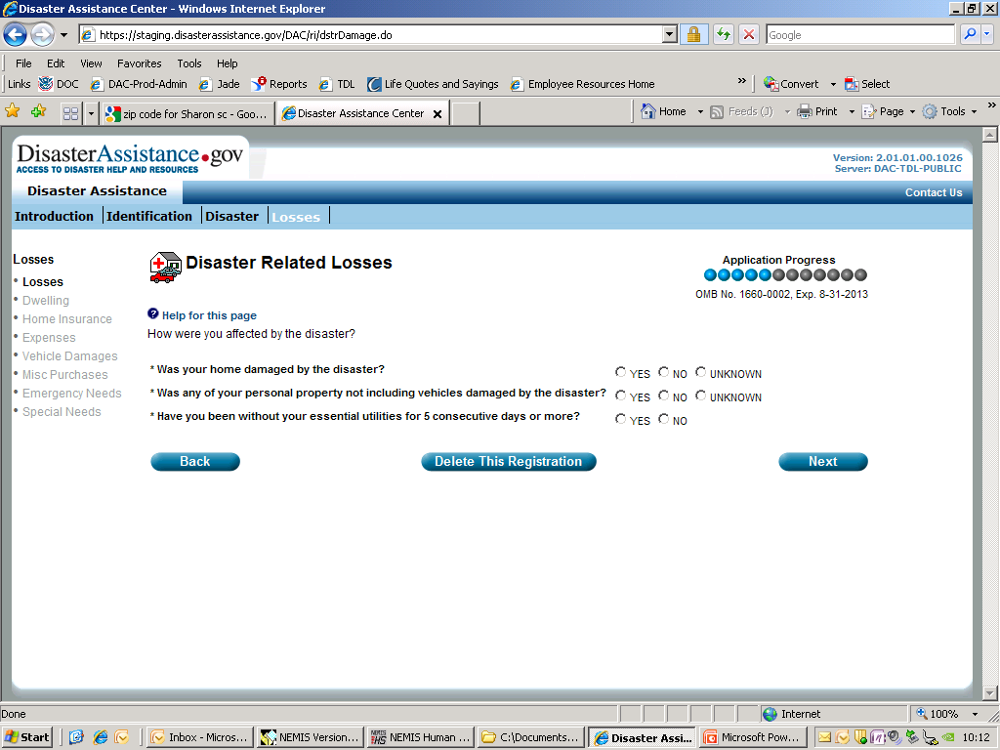 Disaster Assistance Center - Windows Internet Explorer
https://staging.disasterassistance.gov/DAC/ri/dstrDamage.do
Google
File Edit View Favorites Tools Help
Links DOC DAC-Prod-Admin Jade Reports TDL Life Quotes and Sayings Employee Resources Home » Convert Select
zip code for Sharon sc - Goo... Disaster Assistance Center Home Feeds (J) Print Page Tools »
DisasterAssistance.gov
ACCESS TO DISASTER HELP AND RESOURCES
Version: 2.01.01.00.1026
Server: DAC-TDL-PUBLIC
Disaster Assistance
Contact Us
Introduction Identification Disaster Losses
Losses
• Losses
• Dwelling
• Home Insurance
• Expenses
• Vehicle Damages
• Misc Purchases
• Emergency Needs
• Special Needs
Disaster Related Losses
Application Progress
OMB No. 1660-0002, Exp. 8-31-2013
? Help for this page
How were you affected by the disaster?
* Was your home damaged by the disaster? YES NO UNKNOWN
* Was any of your personal property not including vehicles damaged by the disaster? YES NO UNKNOWN
* Have you been without your essential utilities for 5 consecutive days or more? YES NO
Back Delete This Registration Next
Done Internet 100%
Start Inbox - Micros... NEMIS Version... NEMIS Human ... C:\Documents... Disaster Assi... Microsoft Pow... 10:12